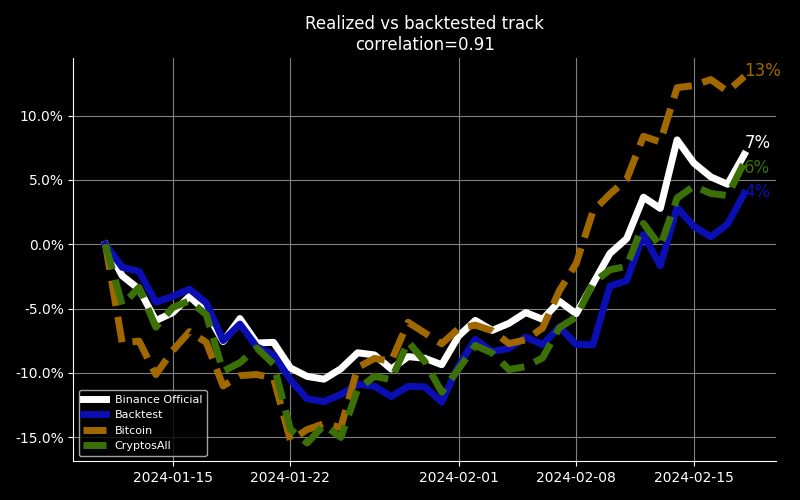 Realized vs backtested track
correlation=0.91
13%
10.0%
7%
6%
5.0%
4%
0.0%
-5.0%
-10.0%
-15.0%
Binance Official
Backtest
Bitcoin
CryptosAll
2024-01-15
2024-01-22
2024-02-01
2024-02-08
2024-02-15